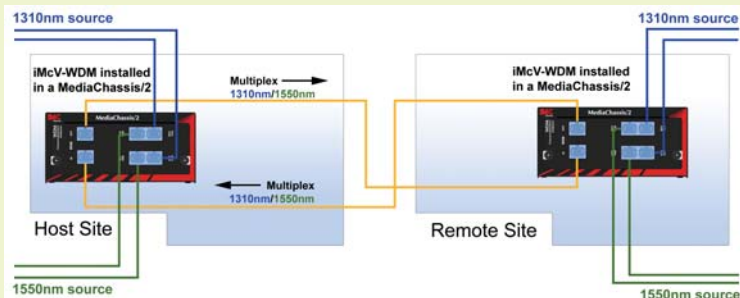 1310nm source
1310nm source
iMcV-WDM installed
in a MediaChassis/2
Multiplex
1310nm/1550nm
iMcV-WDM installed
in a MediaChassis/2
MediaChassis/2
MediaChassis/2
Multiplex
1310nm/1550nm
Host Site
Remote Site
1550nm source
1550nm source